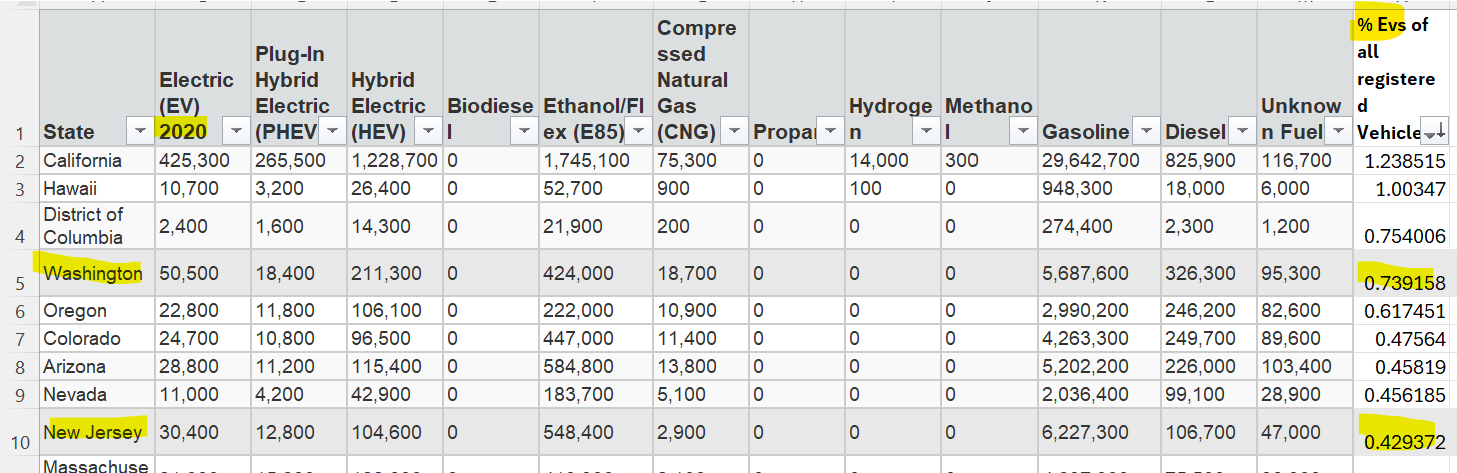 % Evs of all registere d Vehicle
Compre ssed Natural Gas (CNG)
Plug-In Hybrid Electric (PHEV
1 State Electric (EV) 2020 Hybrid Electric (HEV) Biodiese l Ethanol/Fl ex (E85) Propar Hydroge n Methano l Gasoline Diesel Unknow n Fuel
2 California 425,300 265,500 1,228,700 0 1,745,100 75,300 0 14,000 300 29,642,700 825,900 116,700 1.238515
3 Hawaii 10,700 3,200 26,400 0 52,700 900 0 100 0 948,300 18,000 6,000 1.00347
4 District of Columbia 2,400 1,600 14,300 0 21,900 200 0 0 0 274,400 2,300 1,200 0.754006
5 Washington 50,500 18,400 211,300 0 424,000 18,700 0 0 0 5,687,600 326,300 95,300 0.739158
6 Oregon 22,800 11,800 106,100 0 222,000 10,900 0 0 0 2,990,200 246,200 82,600 0.617451
7 Colorado 24,700 10,800 96,500 0 447,000 11,400 0 0 0 4,263,300 249,700 89,600 0.47564
8 Arizona 28,800 11,200 115,400 0 584,800 13,800 0 0 0 5,202,200 226,000 103,400 0.45819
9 Nevada 11,000 4,200 42,900 0 183,700 5,100 0 0 0 2,036,400 99,100 28,900 0.456185
10 New Jersey 30,400 12,800 104,600 0 548,400 2,900 0 0 0 6,227,300 106,700 47,000 0.429372
Massachuse